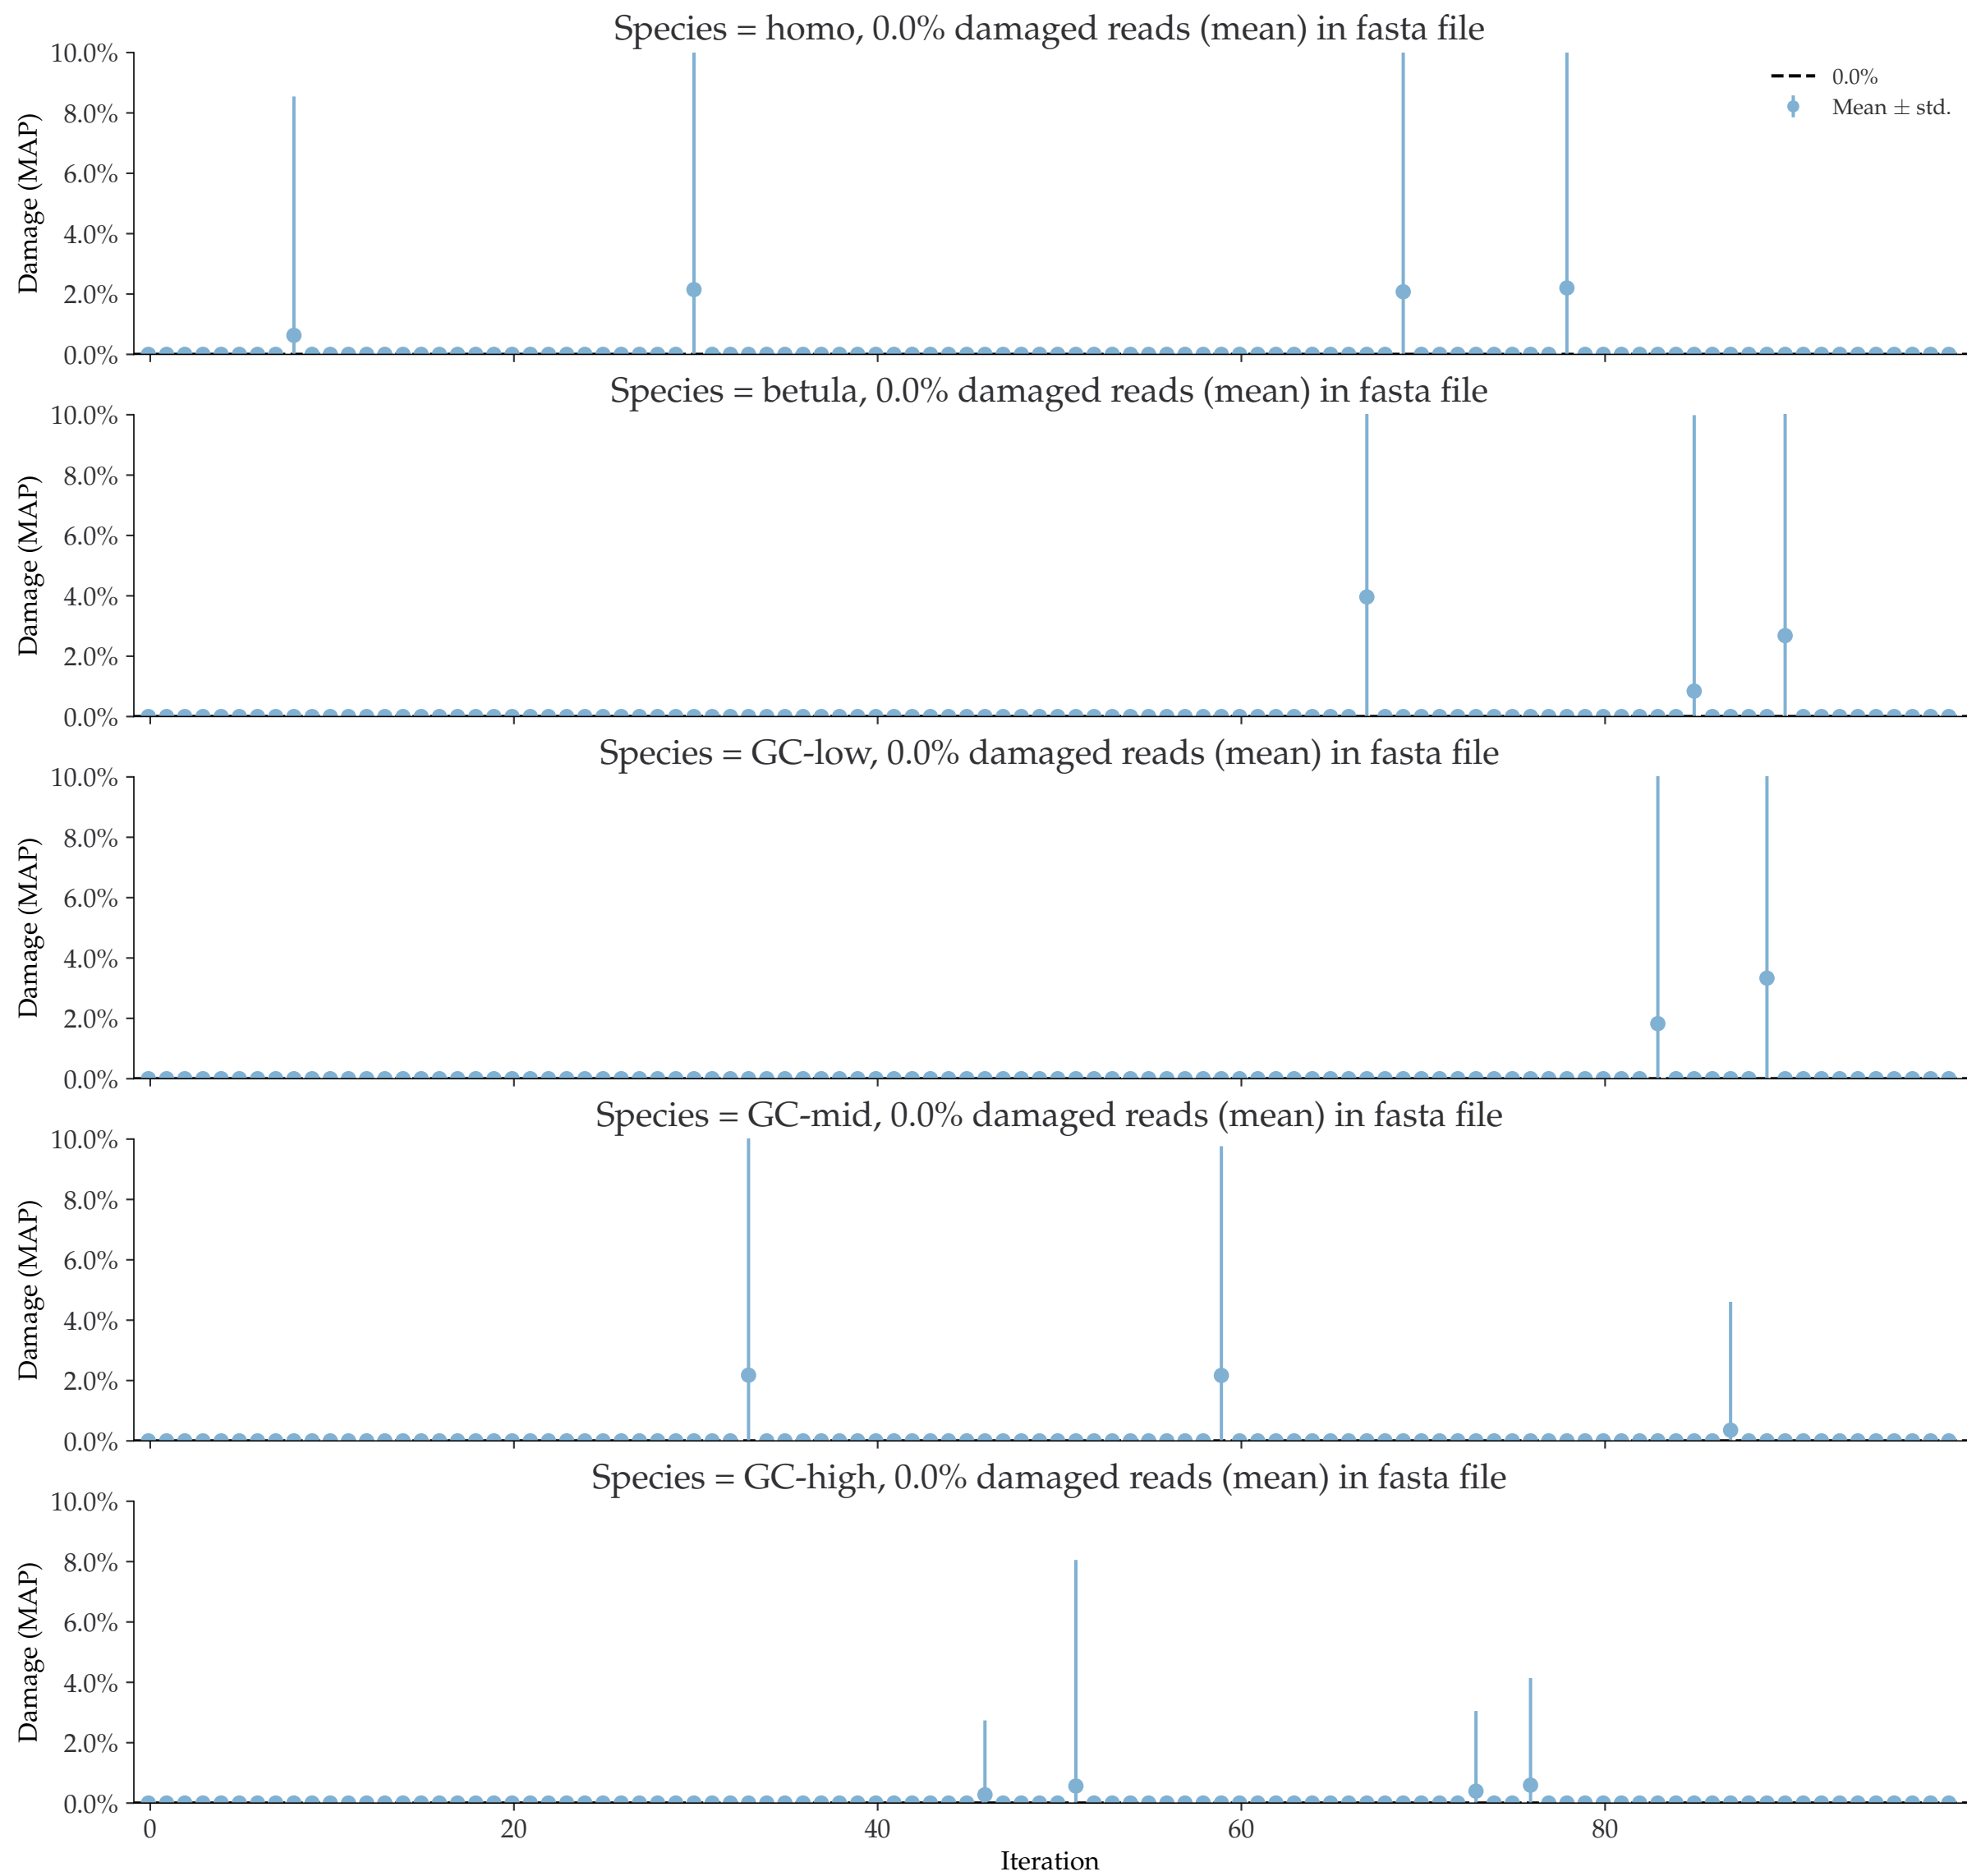 Species = homo, 0.0% damaged reads (mean) in fasta file
10.0%
8.0%
6.0%
4.0%
2.0%
0.0%
Damage (MAP)
0.0%
Mean ± std.
Species = betula, 0.0% damaged reads (mean) in fasta file
10.0%
8.0%
6.0%
4.0%
2.0%
0.0%
Damage (MAP)
Species = GC-low, 0.0% damaged reads (mean) in fasta file
10.0%
8.0%
6.0%
4.0%
2.0%
0.0%
Damage (MAP)
Species = GC-mid, 0.0% damaged reads (mean) in fasta file
10.0%
8.0%
6.0%
4.0%
2.0%
0.0%
Damage (MAP)
Species = GC-high, 0.0% damaged reads (mean) in fasta file
10.0%
8.0%
6.0%
4.0%
2.0%
0.0%
Damage (MAP)
0 20 40 60 80
Iteration